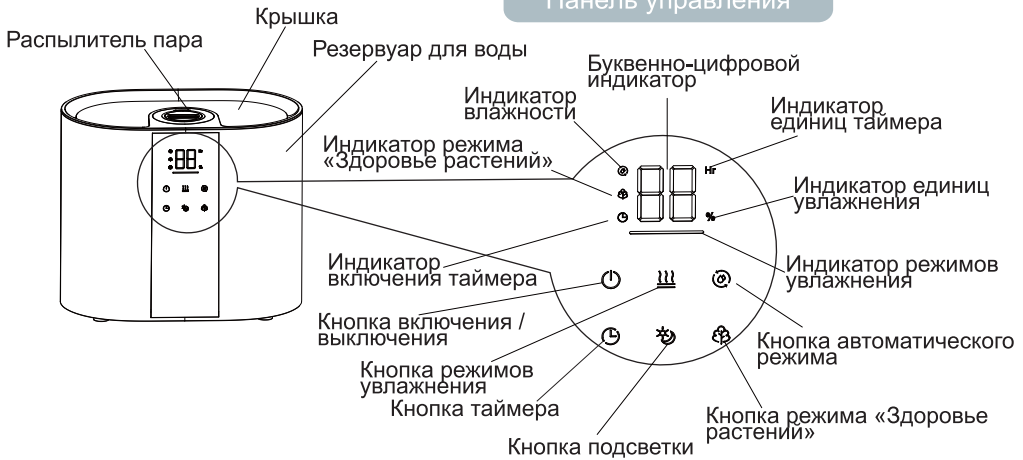 Панель управления
Крышка
Распылитель пара
Резервуар для воды
Буквенно-цифровой
индикатор
Индикатор
влажности
Индикатор
единиц таймера
Индикатор режима
«Здоровье растений»
88
Hr
Индикатор единиц
увлажнения
%
Индикатор
включения таймера
Индикатор режимов
увлажнения
Кнопка включения /
выключения
Кнопка автоматического
режима
Кнопка режимов
увлажнения
Кнопка таймера
Кнопка режима «Здоровье
растений»
Кнопка подсветки